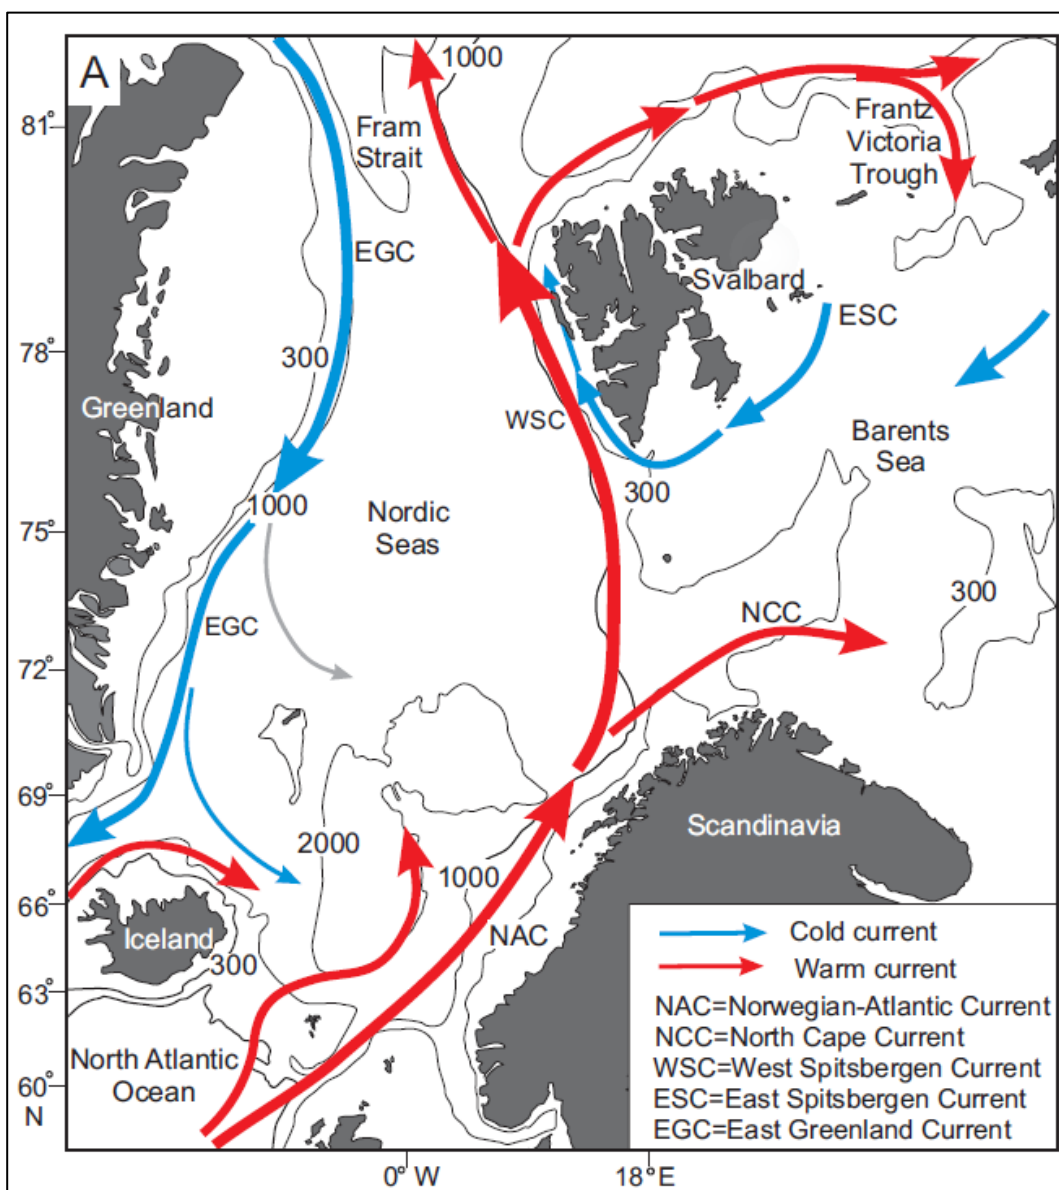 A
1000
81°
Fram
Strait
Frantz
Victoria
Trough
EGC
Svalbard
ESC
78°
300
Greenland
WSC
Barents
Sea
1000
300
Nordic
Seas
75°
300
NCC
EGC
72°
69°
Scandinavia
2000
1000
66°
Iceland
NAC
300
63°
North Atlantic
Ocean
60°
N
Cold current
Warm current
NAC=Norwegian-Atlantic Current
NCC=North Cape Current
WSC=West Spitsbergen Current
ESC=East Spitsbergen Current
EGC=East Greenland Current
0° W
18°E